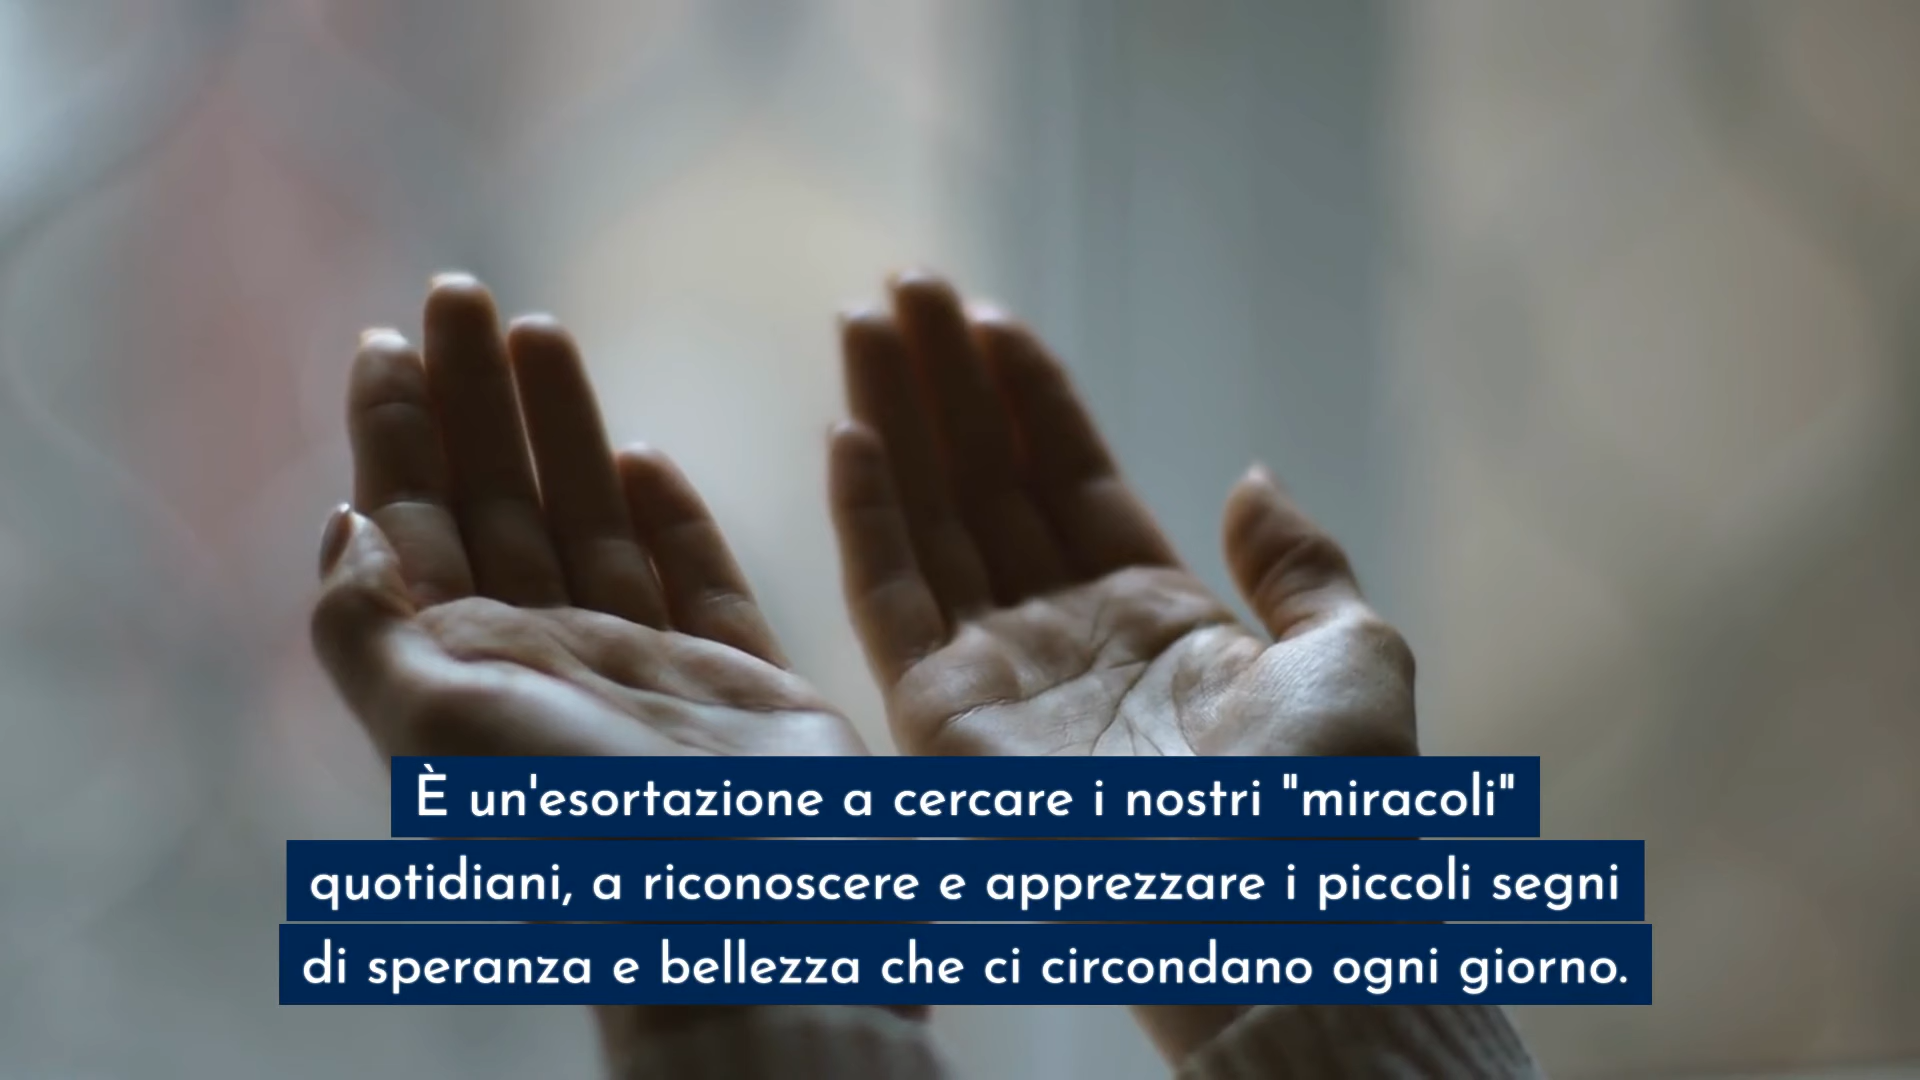 È un'esortazione a cercare i nostri "miracoli"
quotidiani, a riconoscere e apprezzare i piccoli segni
di speranza e bellezza che ci circondano ogni giorno.